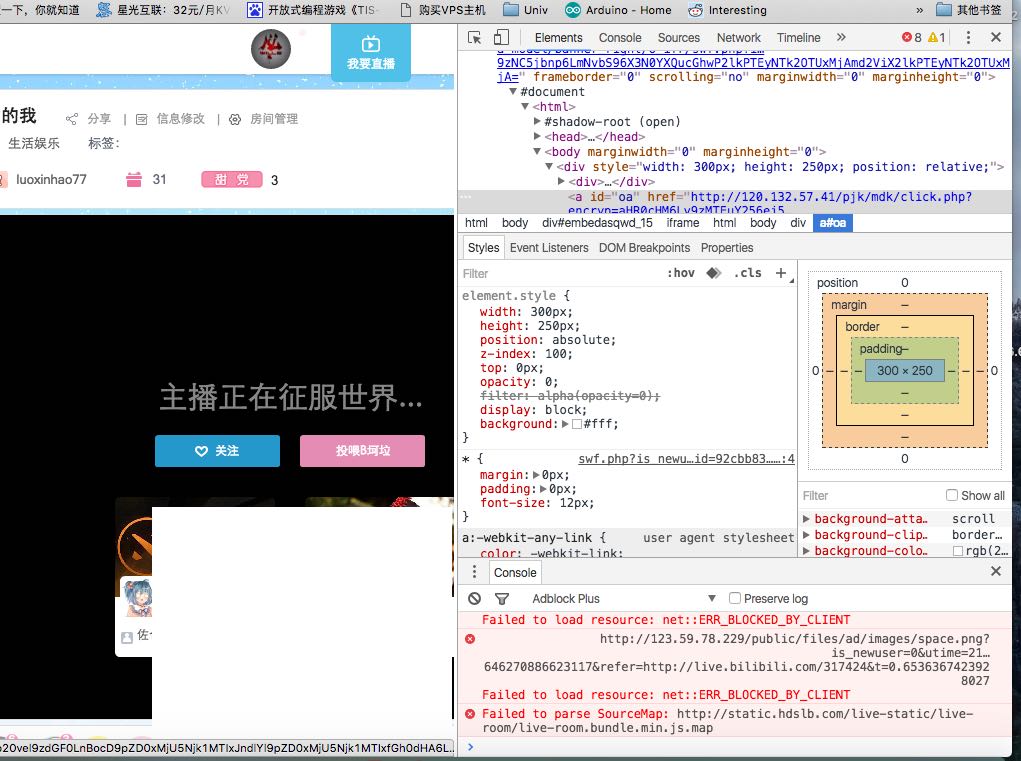 一下，你就知道
星光互联：32元/月KV
开放式编程游戏《TIS-
购买VPS主机
Univ
Arduino - Home
Interesting
»
其他书签
我要直播
的我
分享 | 信息修改 | 房间管理
生活娱乐 标签：
luoxinhao77
31
甜 党 3
主播正在征服世界...
关注
投喂B坷垃
佐
Elements Console Sources Network Timeline » 8 1
9zNC5jbnp6LmNvbS96X3N0YXQucGhwP2lkPTEyNTk2OTUxMjAmd2ViX2lkPTEyNTk2OTUxM
jA=" frameborder="0" scrolling="no" marginwidth="0" marginheight="0">
#document
<html>
#shadow-root (open)
<head>…</head>
<body marginwidth="0" marginheight="0">
<div style="width: 300px; height: 250px; position: relative;">
<div>…</div>
<a id="oa" href="http://120.132.57.41/pjk/mdk/click.php?
html body div#embedasqwd_15 iframe html body div a#oa
Styles Event Listeners DOM Breakpoints Properties
Filter :hov .cls +
element.style {
width: 300px;
height: 250px;
position: absolute;
z-index: 100;
top: 0px;
opacity: 0;
filter: alpha(opacity=0);
display: block;
background: #fff;
}
* { swf.php?is_newu…id=92cbb83……:4
margin: 0px;
padding: 0px;
font-size: 12px;
}
a:-webkit-any-link { user agent stylesheet
color: -webkit-link;
position 0
margin –
border –
padding –
0 – – – 300 × 250 – – – 0
–
–
–
0
Filter Show all
background-atta… scroll
background-clip… border…
background-colo… rgb(2…
Console
Adblock Plus Preserve log
Failed to load resource: net::ERR_BLOCKED_BY_CLIENT
http://123.59.78.229/public/files/ad/images/space.png?
is_newuser=0&utime=21…
646270886623117&refer=http://live.bilibili.com/317424&t=0.653636742392
8027
Failed to load resource: net::ERR_BLOCKED_BY_CLIENT
Failed to parse SourceMap: http://static.hdslb.com/live-static/live-
room/live-room.bundle.min.js.map
>